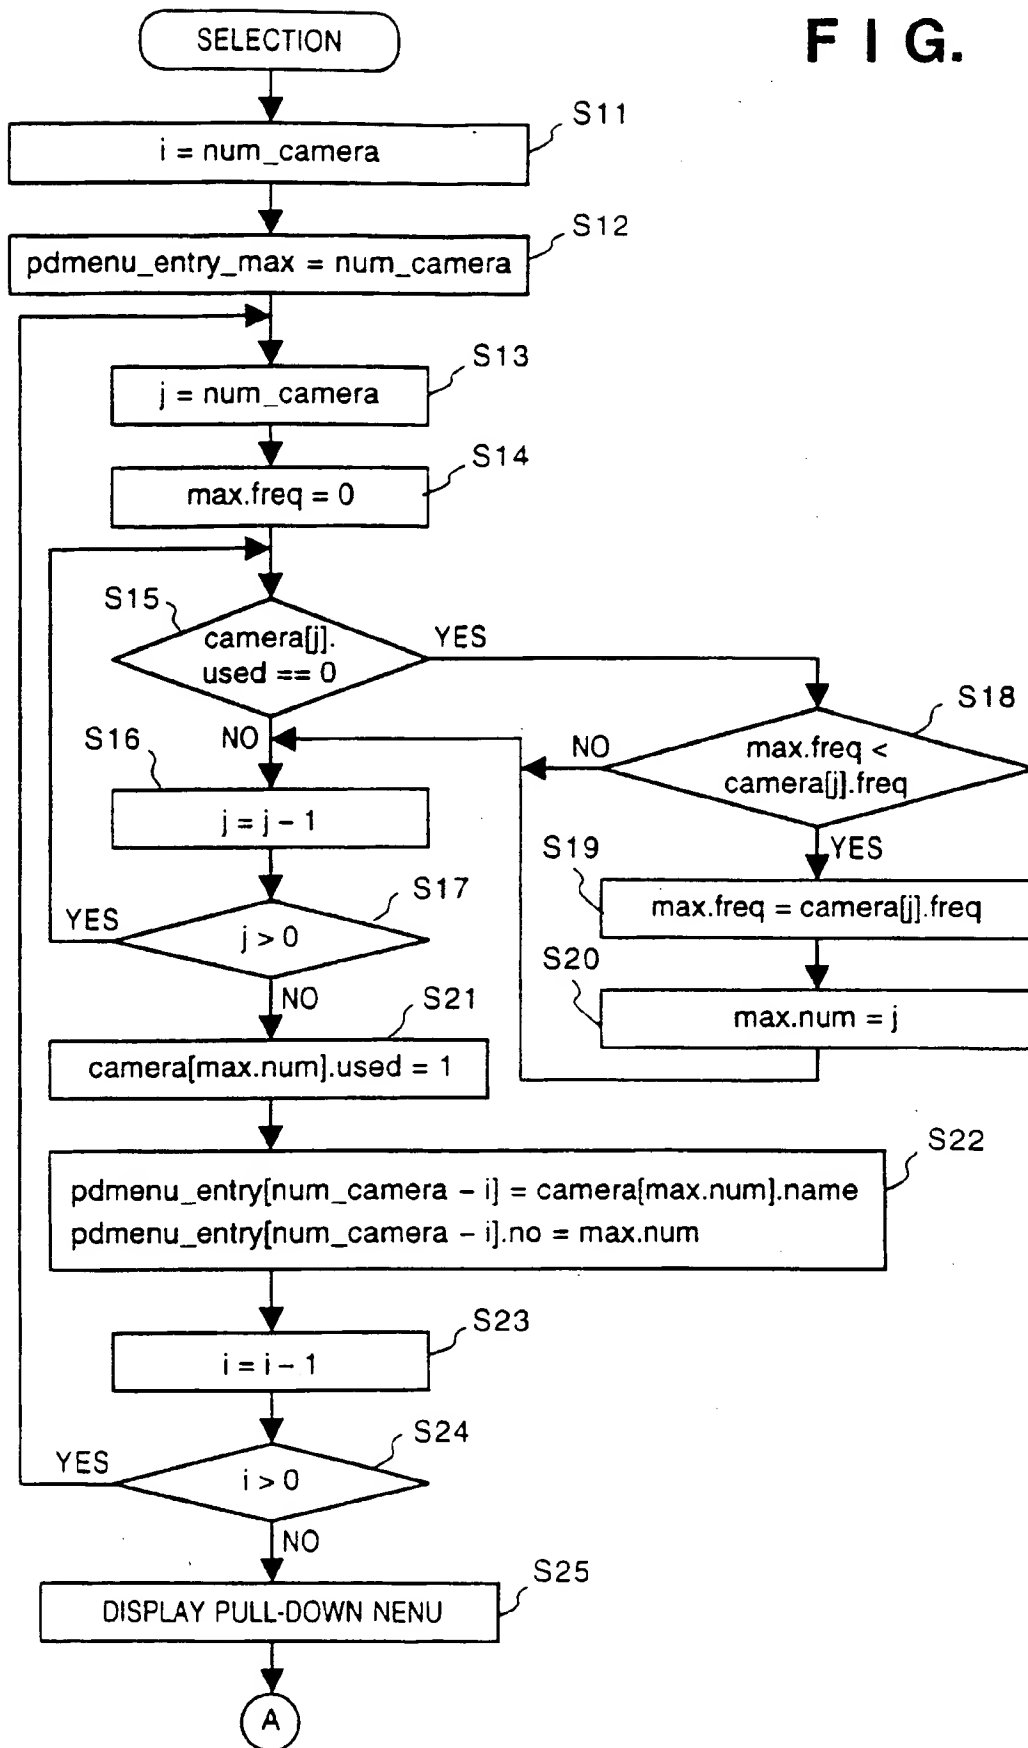 FIG.
SELECTION
S11
i = num_camera
S12
pdmenu_entry_max = num_camera
S13
j = num_camera
S14
max.freq = 0
S15
camera[j].
used == 0
YES
S18
max.freq <
camera[j].freq
NO
YES
S16
NO
j = j - 1
S19
max.freq = camera[j].freq
S17
j > 0
YES
NO
S20
max.num = j
S21
camera[max.num].used = 1
S22
pdmenu_entry[num_camera - i] = camera[max.num].name
pdmenu_entry[num_camera - i].no = max.num
S23
i = i - 1
S24
YES
i > 0
NO
S25
DISPLAY PULL-DOWN NENU
A